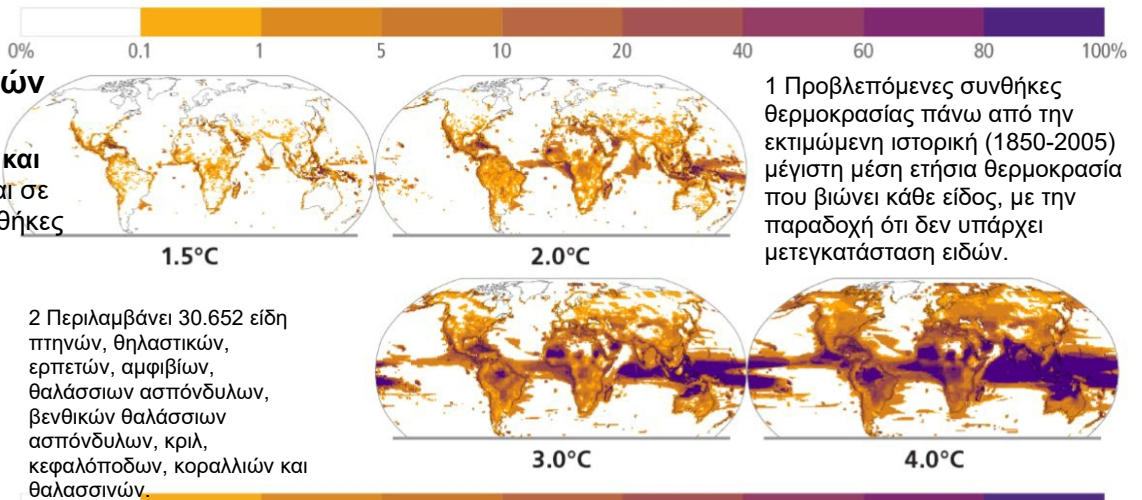 0% 0.1 1 5 10 20 40 60 80 100%
ών
και
αι σε
θήκες
1.5°C
2.0°C
1 Προβλεπόμενες συνθήκες
θερμοκρασίας πάνω από την
εκτιμώμενη ιστορική (1850-2005)
μέγιστη μέση ετήσια θερμοκρασία
που βιώνει κάθε είδος, με την
παραδοχή ότι δεν υπάρχει
μετεγκατάσταση ειδών.
2 Περιλαμβάνει 30.652 είδη
πτηνών, θηλαστικών,
ερπετών, αμφιβίων,
θαλάσσιων ασπόνδυλων,
βενθικών θαλάσσιων
ασπόνδυλων, κριλ,
κεφαλόποδων, κοραλλιών και
θαλασσινών.
3.0°C
4.0°C